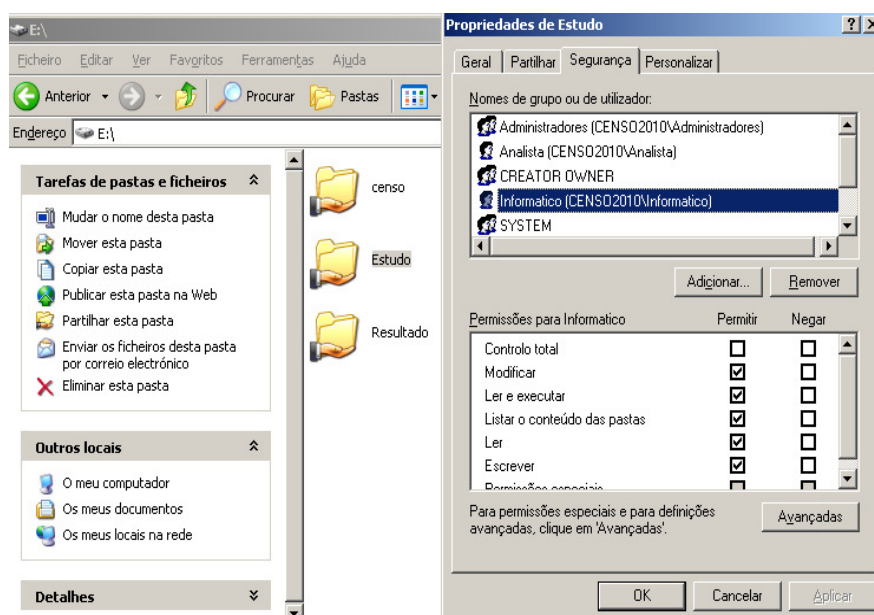 E:\
Ficheiro Editar Ver Favoritos Ferramentas Ajuda
Anterior Procurar Pastas
Endereço E:\
Tarefas de pastas e ficheiros
Mudar o nome desta pasta
Mover esta pasta
Copiar esta pasta
Publicar esta pasta na Web
Partilhar esta pasta
Enviar os ficheiros desta pasta
por correio electrónico
Eliminar esta pasta
Outros locais
O meu computador
Os meus documentos
Os meus locais na rede
Detalhes
censo
Estudo
Resultado
Propriedades de Estudo
Geral Partilhar Segurança Personalizar
Nomes de grupo ou de utilizador:
Administradores (CENSO2010\Administradores)
Analista (CENSO2010\Analista)
CREATOR OWNER
Informatico (CENSO2010\Informatico)
SYSTEM
Adicionar... Remover
Permissões para Informatico Permitir Negar
Controlo total
Modificar
Ler e executar
Listar o conteúdo das pastas
Ler
Escrever
Permissões especiais
Para permissões especiais e para definições
avançadas, clique em 'Avançadas'.
Avançadas
OK Cancelar Aplicar